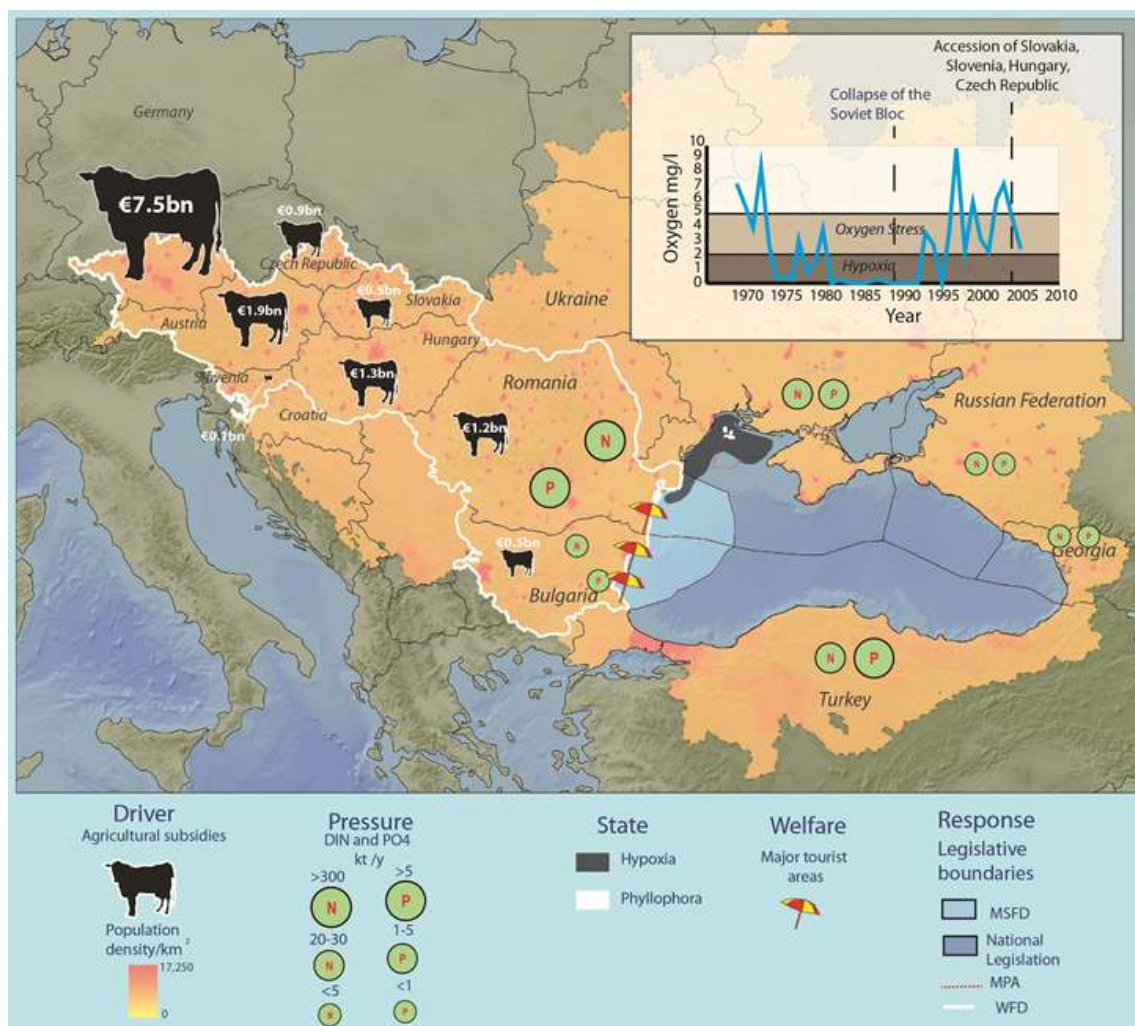 Accession of Slovakia,
Slovenia, Hungary,
Czech Republic
Collapse of the
Soviet Bloc
Oxygen mg/l
10
9
8
7
6
5
4
3
2
1
0
Oxygen Stress
Hypoxia
1970 1975 1980 1985 1990 1995 2000 2005 2010
Year
Germany
€7.5bn
€0.9bn
Czech Republic
€0.5bn
Slovakia
Ukraine
Austria
€1.9bn
Hungary
Slovenia
€1.3bn
Romania
Croatia
€0.1bn
€1.2bn
N
P
N P
Russian Federation
N P
N P
Georgia
€0.5bn
N
P
Bulgaria
N P
Turkey
Driver
Agricultural subsidies
Population
density/km 2
17,250
0
Pressure
DIN and PO4
kt /y
>300 >5
N P
20-30 1-5
N P
<5 <1
N P
State
Hypoxia
Phyllophora
Welfare
Major tourist
areas
Response
Legislative
boundaries
MSFD
National
Legislation
MPA
WFD